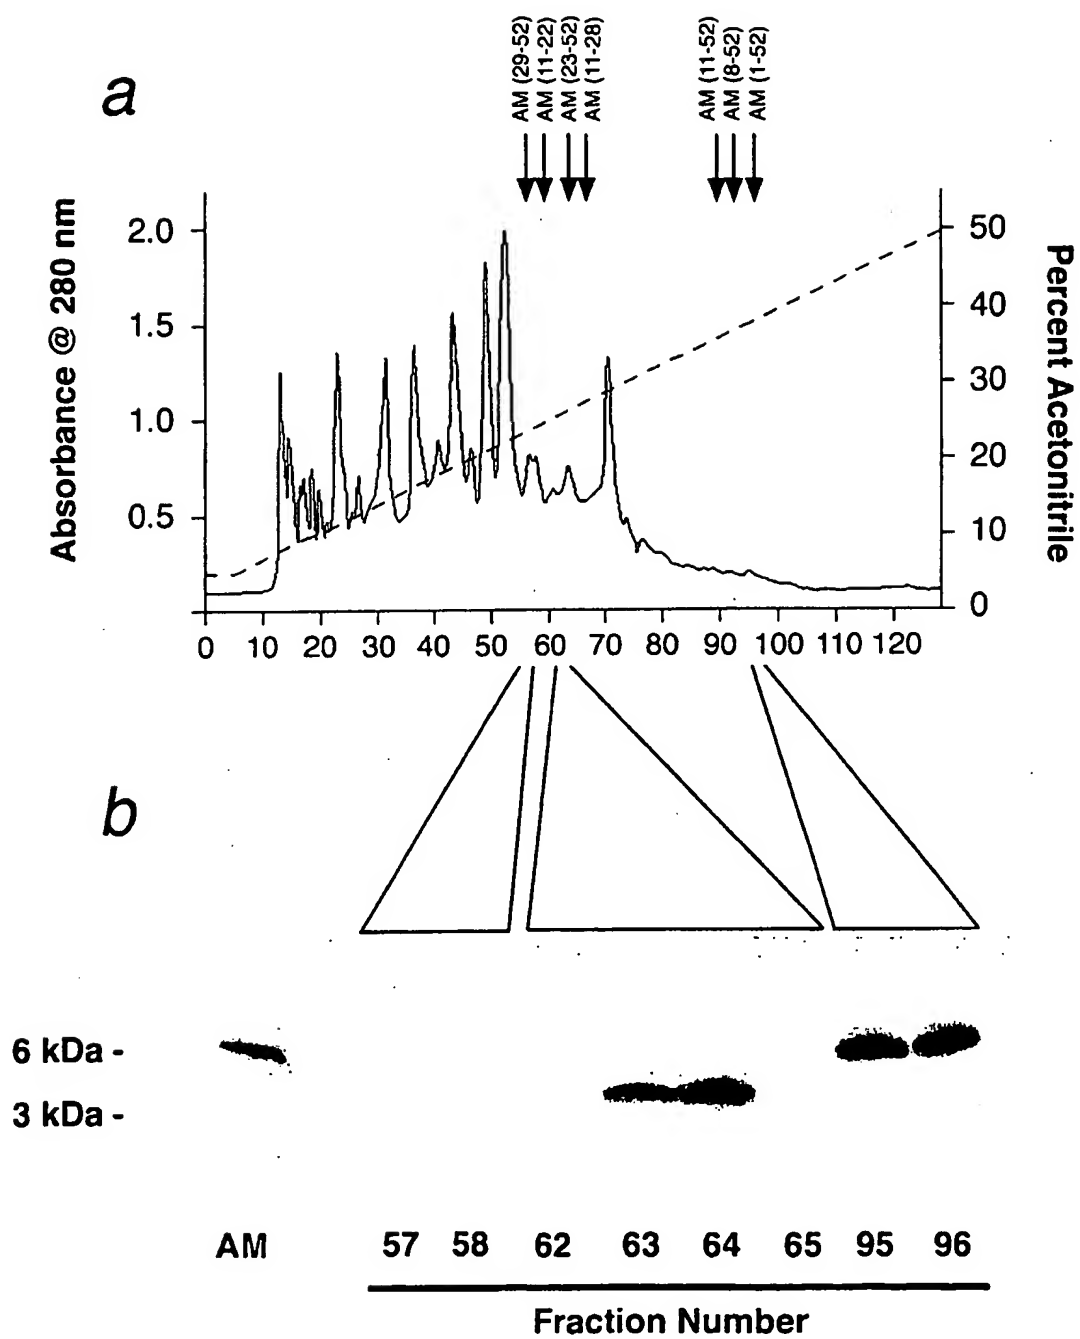 a
AM (29-52)
AM (11-22)
AM (23-52)
AM (11-28)
AM (11-52)
AM (8-52)
AM (1-52)
Absorbance @ 280 nm
2.0
1.5
1.0
0.5
50
40
30
20
10
0
Percent Acetonitrile
0 10 20 30 40 50 60 70 80 90 100 110 120
b
6 kDa -
3 kDa -
AM 57 58 62 63 64 65 95 96
Fraction Number